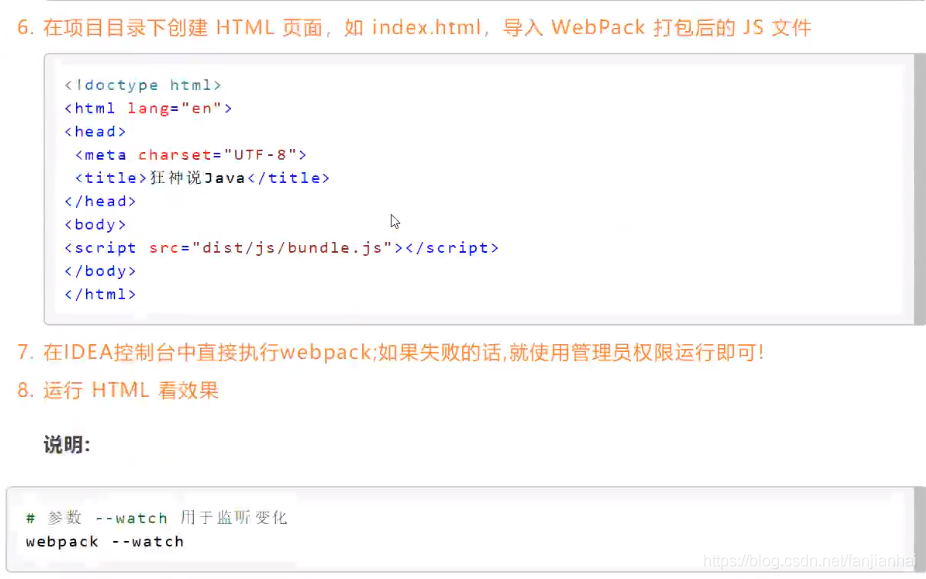 6. 在项目目录下创建 HTML 页面，如 index.html，导入 WebPack 打包后的 JS 文件
<!doctype html>
<html lang="en">
<head>
 <meta charset="UTF-8">
 <title>狂神说Java</title>
</head>
<body>
<script src="dist/js/bundle.js"></script>
</body>
</html>
7. 在IDEA控制台中直接执行webpack;如果失败的话,就使用管理员权限运行即可!
8. 运行 HTML 看效果
说明:
# 参数 --watch 用于监听变化
webpack --watch
https://blog.csdn.net/fanjianhai